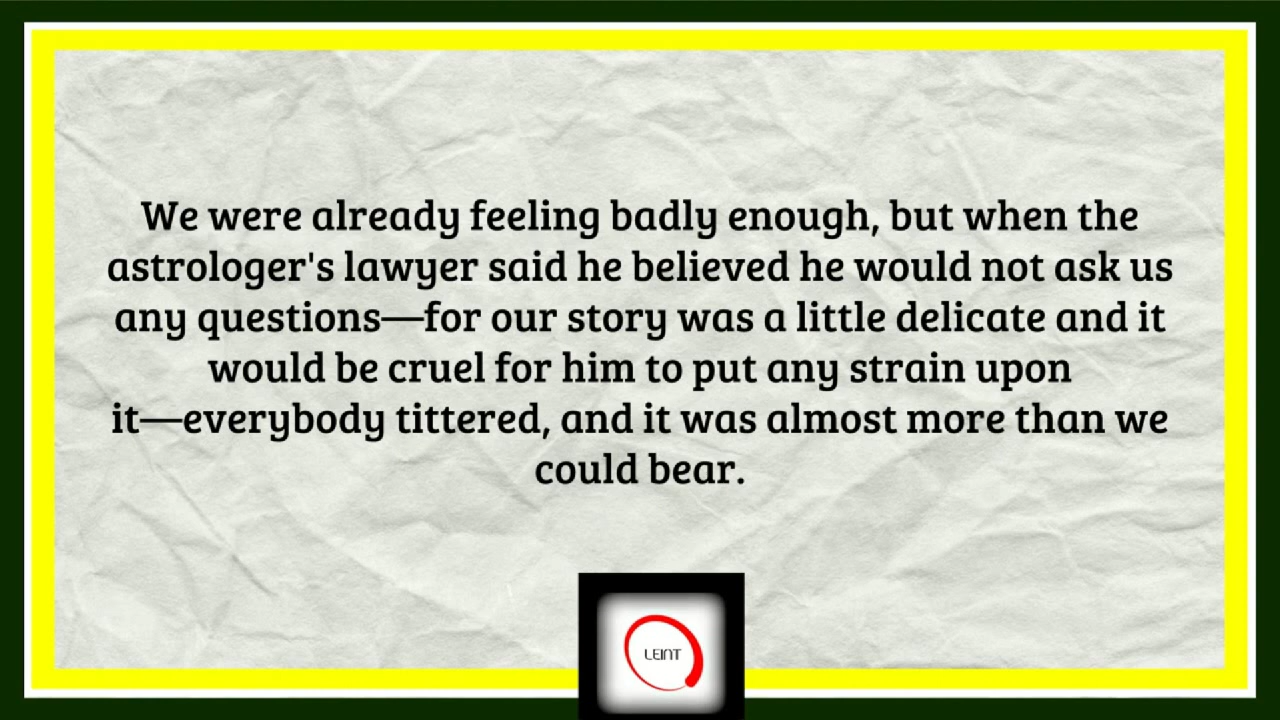 We were already feeling badly enough, but when the
astrologer's lawyer said he believed he would not ask us
any questions—for our story was a little delicate and it
would be cruel for him to put any strain upon
it—everybody tittered, and it was almost more than we
could bear.
LEINT